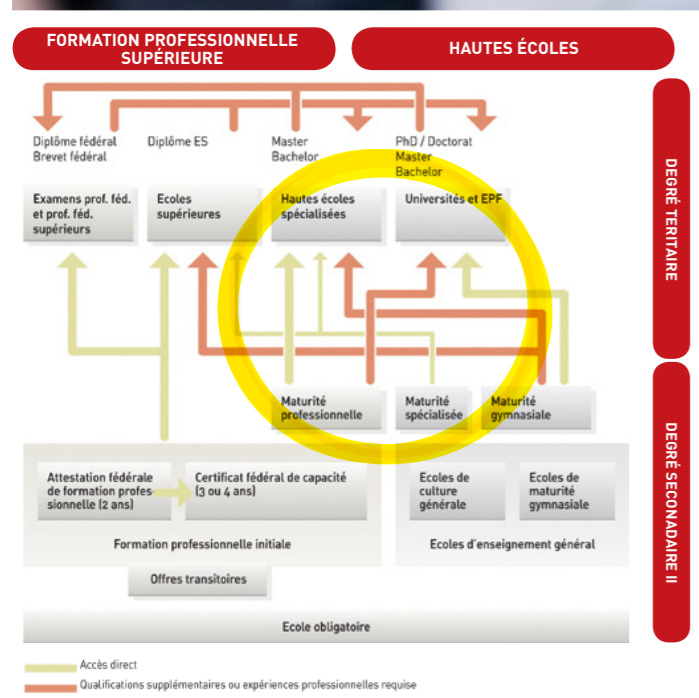 FORMATION PROFESSIONNELLE
SUPÉRIEURE
HAUTES ÉCOLES
Diplôme fédéral
Brevet fédéral
Diplôme ES
Master
Bachelor
PhD / Doctorat
Master
Bachelor
Examens prof. féd.
et prof. féd.
supérieurs
Ecoles
supérieures
Hautes écoles
spécialisées
Universités et EPF
DEGRÉ TERITAIRE
Maturité
professionnelle
Maturité
spécialisée
Maturité
gymnasiale
Attestation fédérale
de formation profes-
sionnelle (2 ans)
Certificat fédéral de capacité
(3 ou 4 ans)
Ecoles de
culture
générale
Ecoles de
maturité
gymnasiale
Formation professionnelle initiale
Ecoles d'enseignement général
Offres transitoires
Ecole obligatoire
DEGRÉ SECONADAIRE II
Accès direct
Qualifications supplémentaires ou expériences professionnelles requise